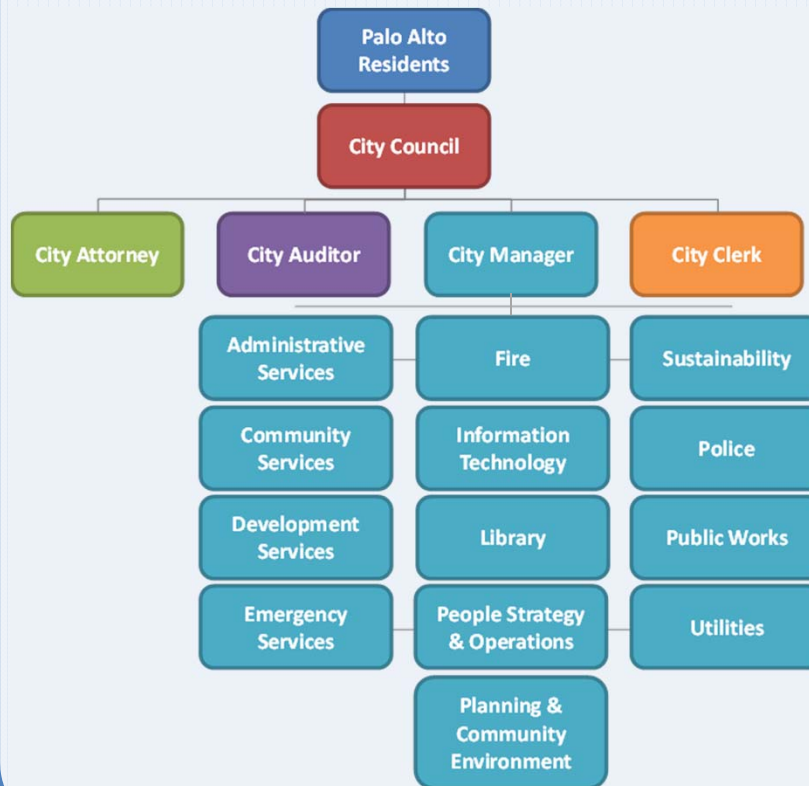 Palo Alto
Residents
City Council
City Attorney
City Auditor
City Manager
City Clerk
Administrative
Services
Fire
Sustainability
Community
Services
Information
Technology
Police
Development
Services
Library
Public Works
Emergency
Services
People Strategy
& Operations
Utilities
Planning &
Community
Environment